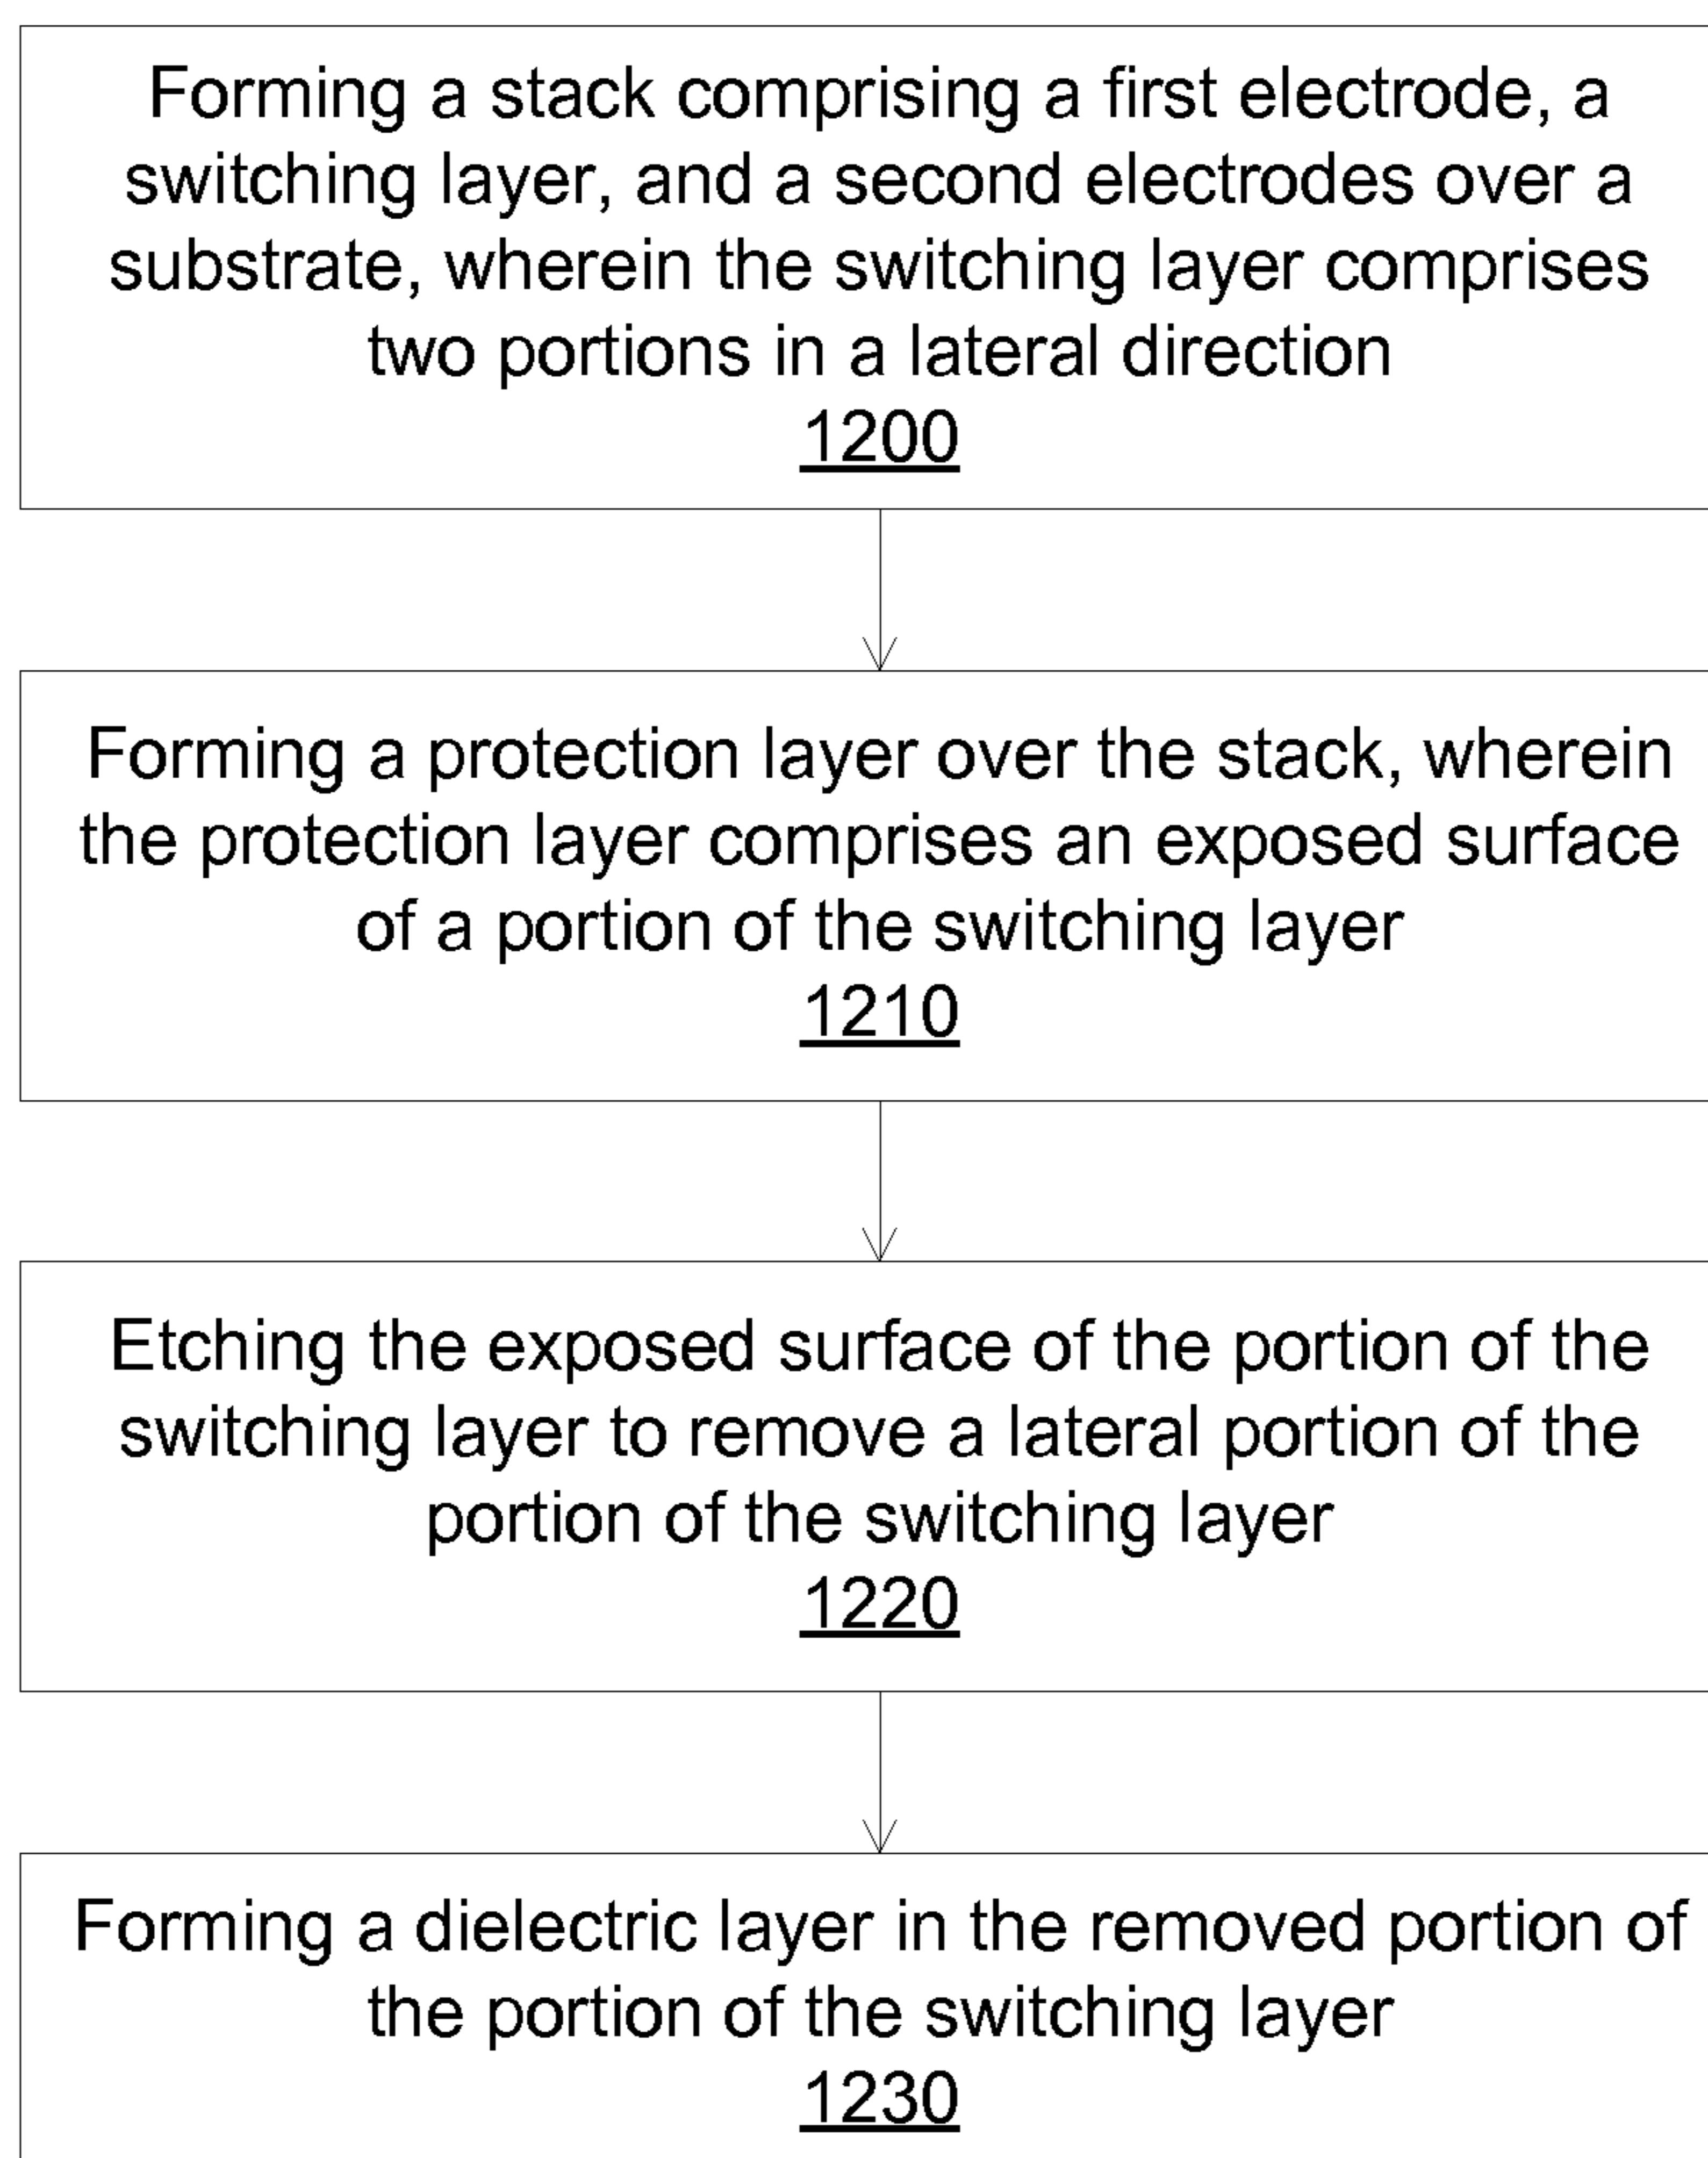 Forming a stack comprising a first electrode, a
switching layer, and a second electrodes over a
substrate, wherein the switching layer comprises
two portions in a lateral direction
1200
Forming a protection layer over the stack, wherein
the protection layer comprises an exposed surface
of a portion of the switching layer
1210
Etching the exposed surface of the portion of the
switching layer to remove a lateral portion of the
portion of the switching layer
1220
Forming a dielectric layer in the removed portion of
the portion of the switching layer
1230